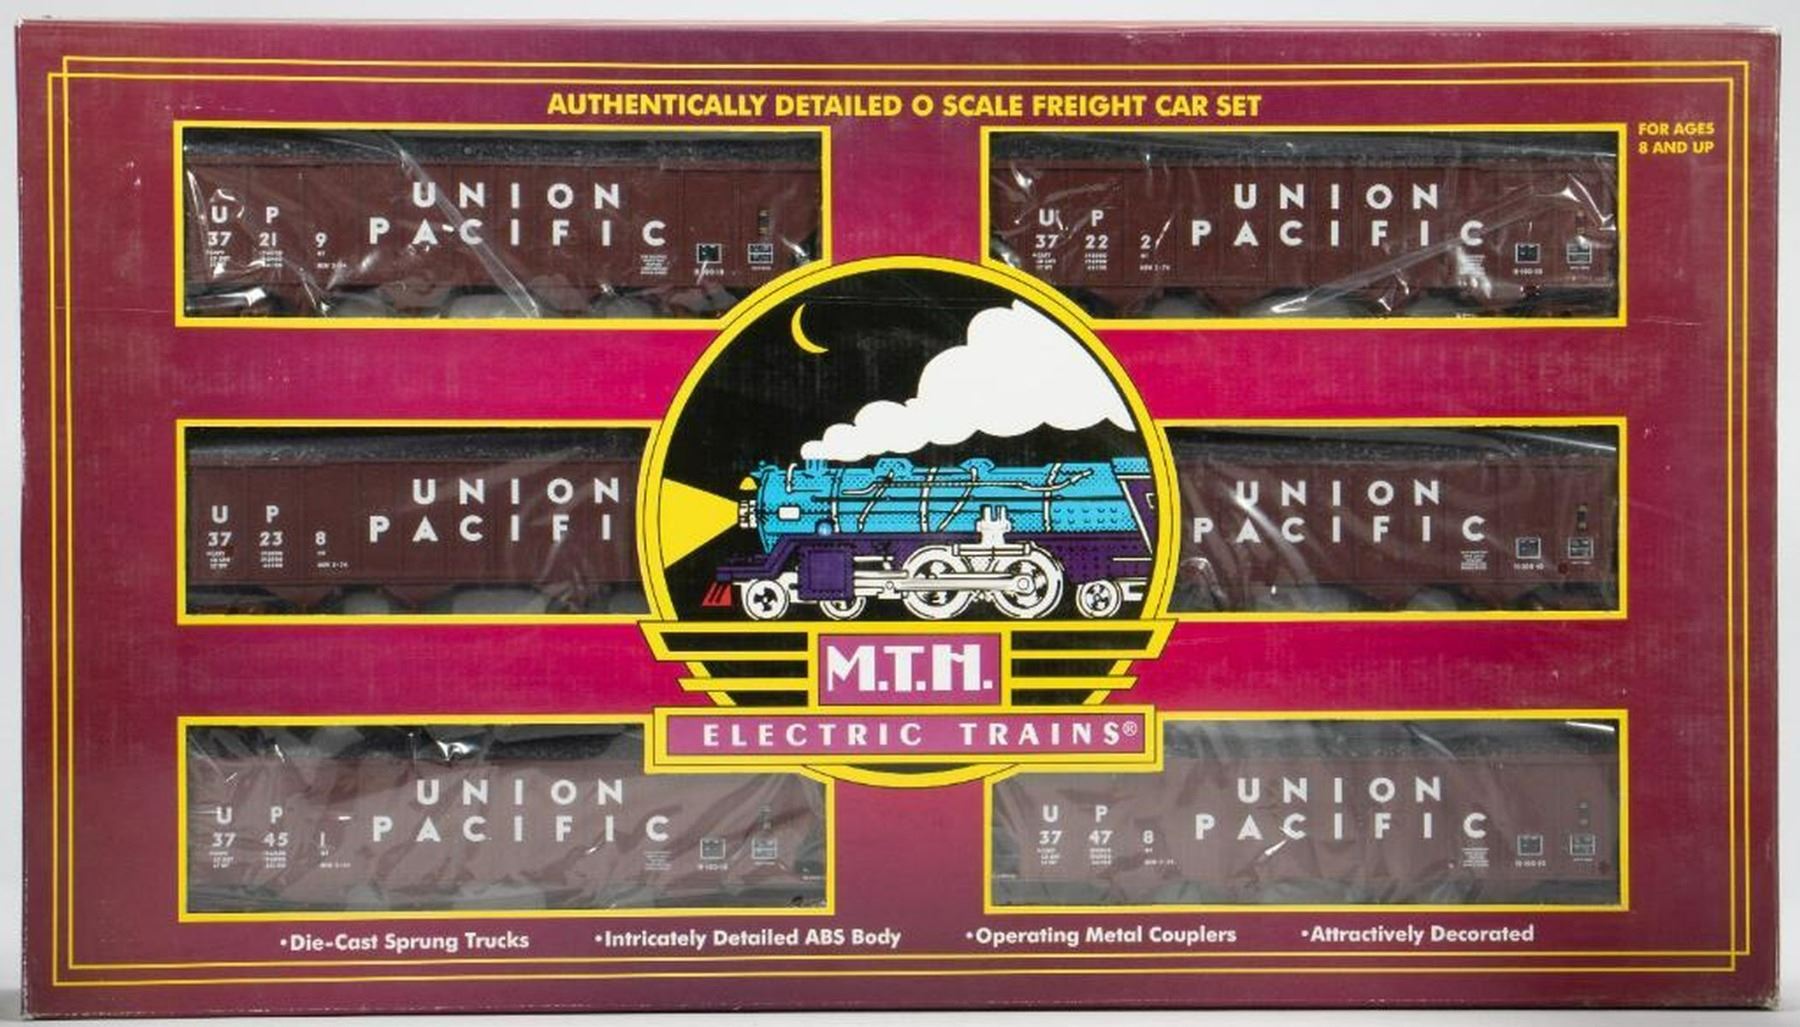 AUTHENTICALLY DETAILED O SCALE FREIGHT CAR SET
FOR AGES
8 AND UP
UNION
PACIFIC
U P
37 21 9
UNION
PACIFIC
U P
37 22 2
UNION
PACIFI
U P
37 23 8
UNION
PACIFIC
M.T.H.
ELECTRIC TRAINS®
UNION
PACIFIC
U P
37 45 1
UNION
PACIFIC
U P
37 47 8
•Die-Cast Sprung Trucks •Intricately Detailed ABS Body •Operating Metal Couplers •Attractively Decorated